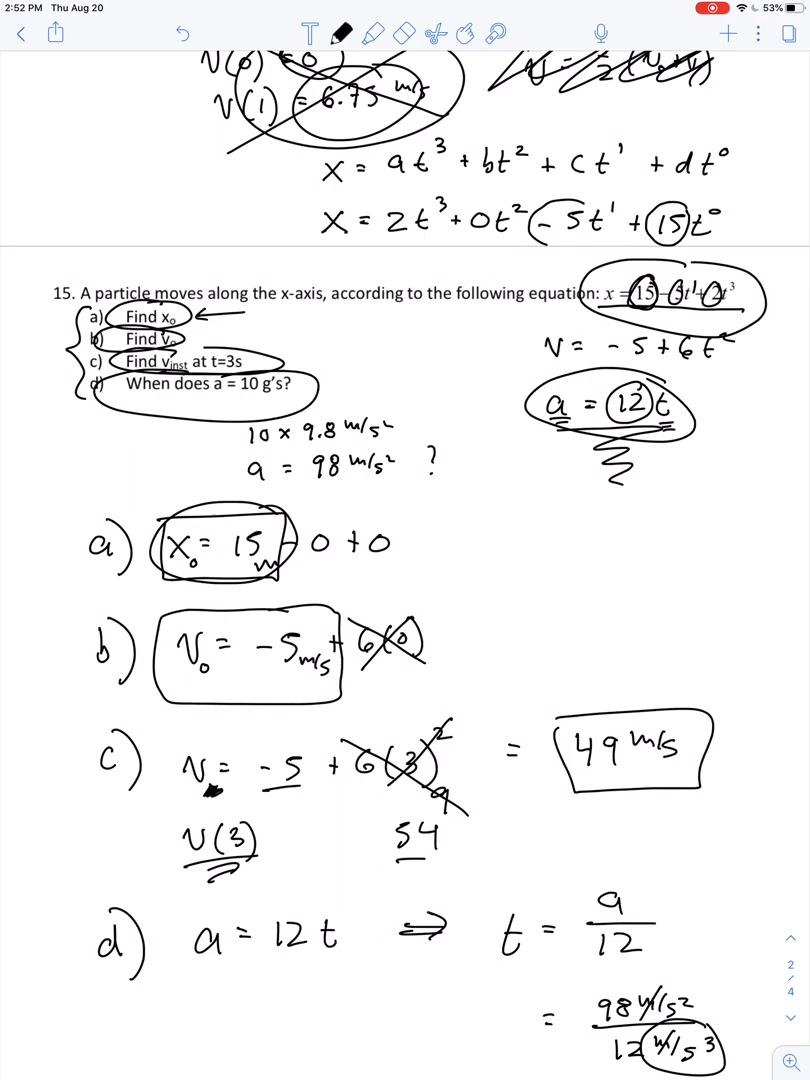 2:52 PM Thu Aug 20
53%
T
v(0) = 0
v(1) = 6.75 m/s
x = at³ + bt² + ct¹ + dt⁰
x = 2t³ + 0t² - 5t¹ + 15t⁰
15. A particle moves along the x-axis, according to the following equation: x = 15 - 5t¹ + 2t³
a) Find x₀
b) Find v₀
c) Find v_inst at t=3s
d) When does a = 10 g's?
v = -5 + 6t²
a = 12t
10 × 9.8 m/s²
a = 98 m/s² ?
a) x₀ = 15 m - 0 + 0
b) v₀ = -5 m/s + 6(0)
c) v = -5 + 6(3)² = 49 m/s
9
v(3) 54
d) a = 12t ⇒ t = a/12
= 98 m/s² / 12 m/s³
2
/
4